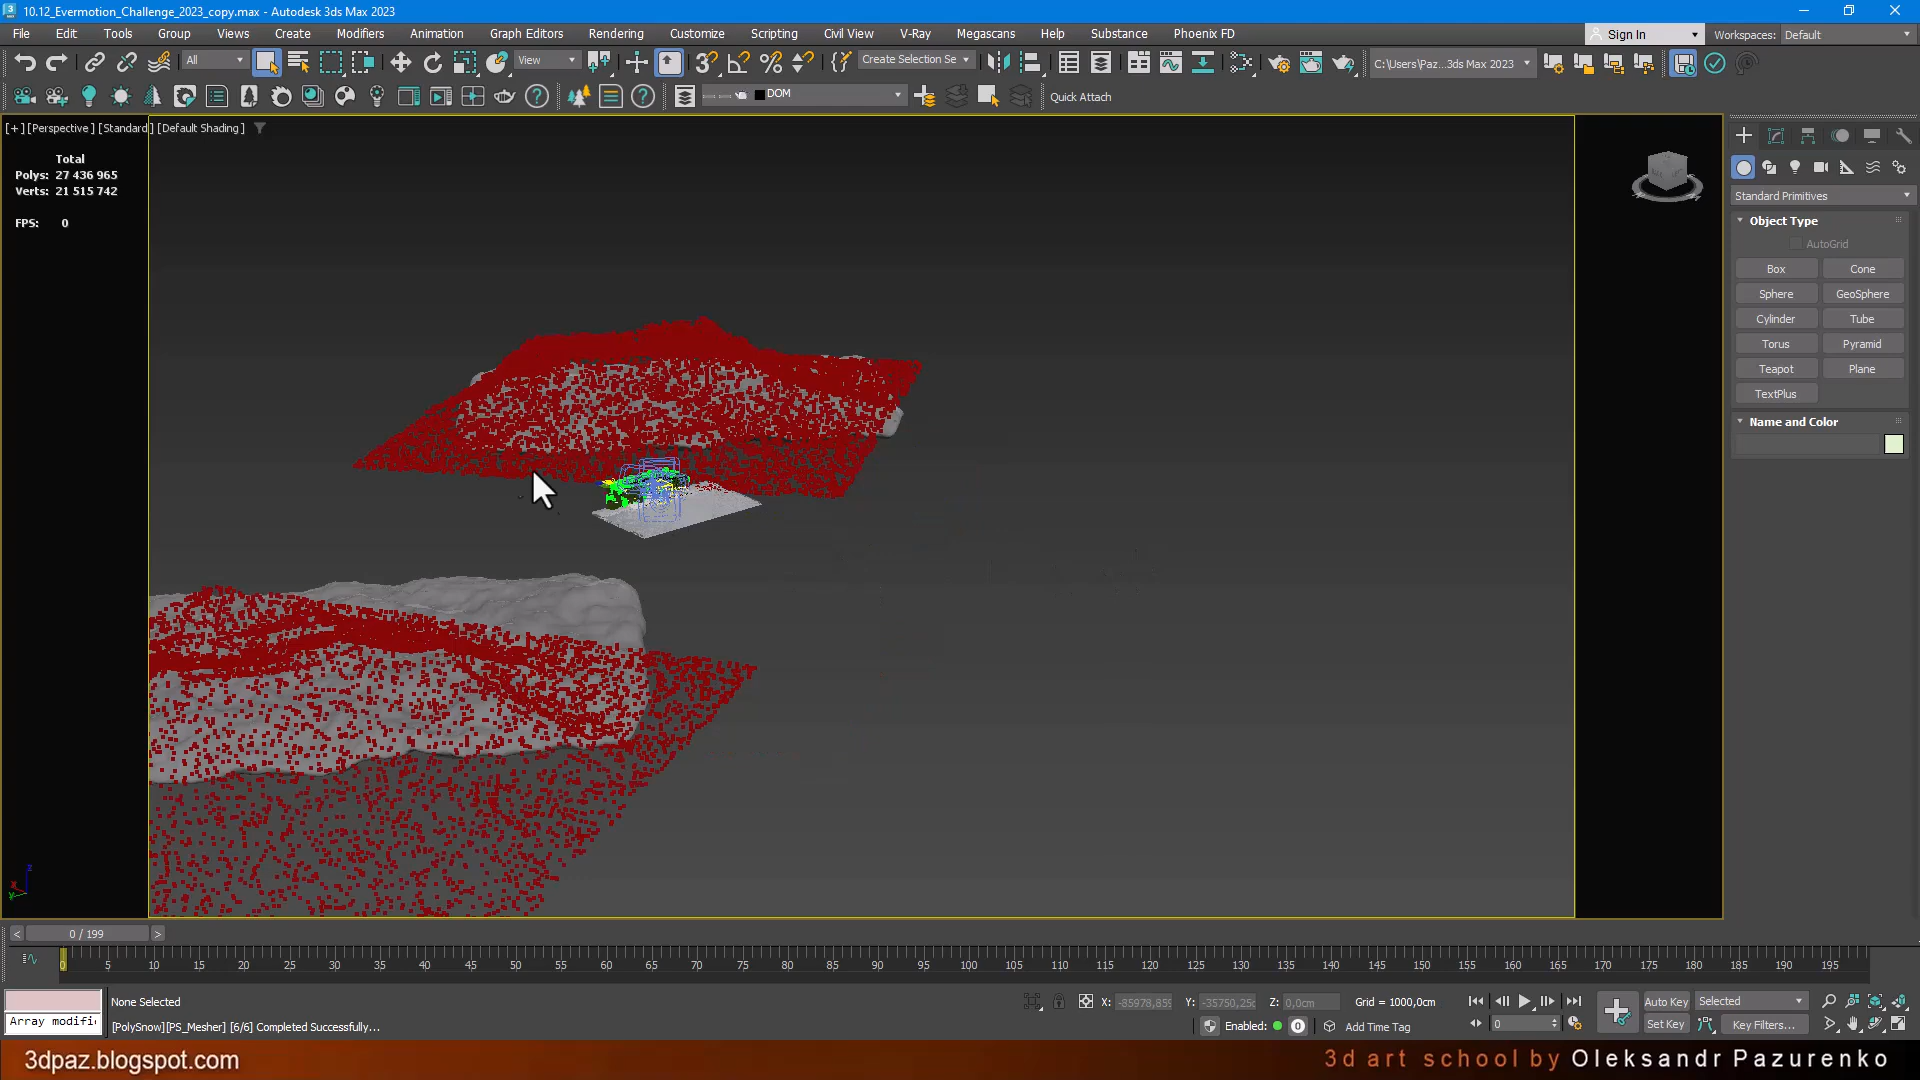 10.12_Evermotion_Challenge_2023_copy.max - Autodesk 3ds Max 2023
File Edit Tools Group Views Create Modifiers Animation Graph Editors Rendering Customize Scripting Civil View V-Ray Megascans Help Substance Phoenix FD
Sign In Workspaces: Default
All View Create Selection Se C:\Users\Paz...3ds Max 2023
DOM Quick Attach
[+] [Perspective] [Standard] [Default Shading]
Total
Polys: 27 436 965
Verts: 21 515 742
FPS: 0
Standard Primitives
Object Type
AutoGrid
Box Cone
Sphere GeoSphere
Cylinder Tube
Torus Pyramid
Teapot Plane
TextPlus
Name and Color
z
x
y
< 0 / 199 >
0 5 10 15 20 25 30 35 40 45 50 55 60 65 70 75 80 85 90 95 100 105 110 115 120 125 130 135 140 145 150 155 160 165 170 175 180 185 190 195
None Selected X: -85978,859 Y: -35750,25 Z: 0,0cm Grid = 1000,0cm Auto Key Selected
Array modifi
[PolySnow][PS_Mesher] [6/6] Completed Successfully... Enabled: 0 Add Time Tag 0 Set Key Key Filters...
3dpaz.blogspot.com
3d art school by Oleksandr Pazurenko